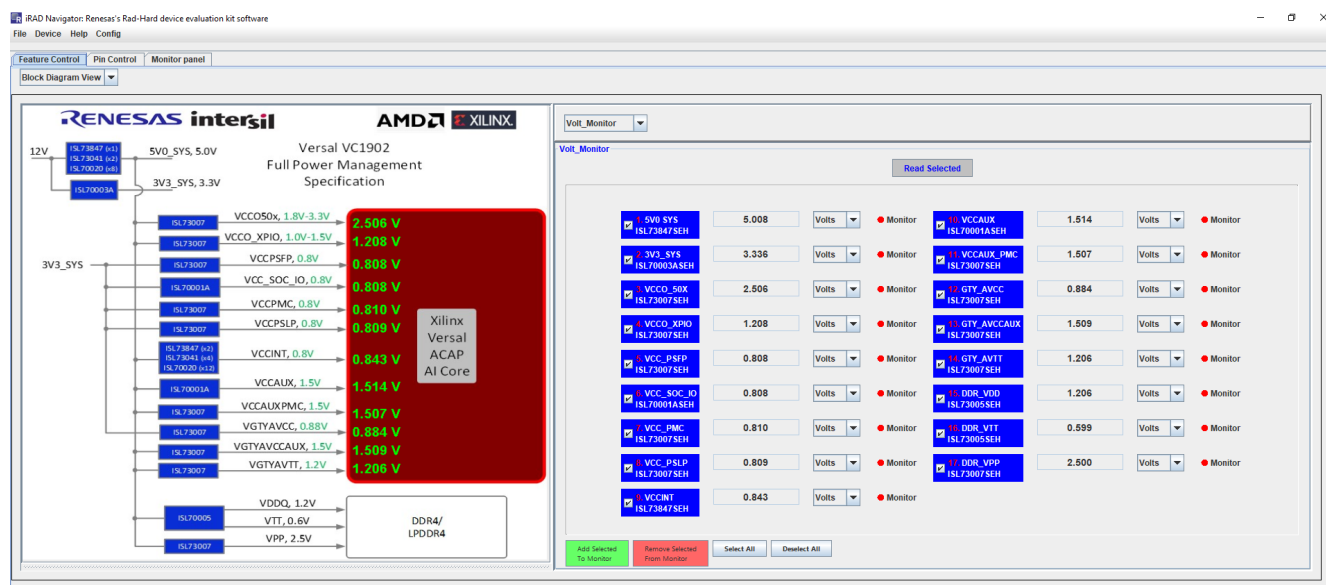 iRAD Navigator: Renesas's Rad-Hard device evaluation kit software
File Device Help Config
Feature Control Pin Control Monitor panel
Block Diagram View
RENESAS intersil AMD XILINX
Versal VC1902
Full Power Management
Specification
12V
ISL73847 (x1)
ISL73041 (x2)
ISL70020 (x8)
5V0_SYS, 5.0V
ISL70003A
3V3_SYS, 3.3V
3V3_SYS
ISL73007 VCCO50x, 1.8V-3.3V 2.506 V
ISL73007 VCCO_XPIO, 1.0V-1.5V 1.208 V
ISL73007 VCCPSFP, 0.8V 0.808 V
ISL70001A VCC_SOC_IO, 0.8V 0.808 V
ISL73007 VCCPMC, 0.8V 0.810 V
ISL73007 VCCPSLP, 0.8V 0.809 V
ISL73847 (x2)
ISL73041 (x4)
ISL70020 (x12)
VCCINT, 0.8V 0.843 V
ISL70001A VCCAUX, 1.5V 1.514 V
ISL73007 VCCAUXPMC, 1.5V 1.507 V
ISL73007 VGTYAVCC, 0.88V 0.884 V
ISL73007 VGTYAVCCAUX, 1.5V 1.509 V
ISL73007 VGTYAVTT, 1.2V 1.206 V
Xilinx
Versal
ACAP
AI Core
ISL70005
VDDQ, 1.2V
VTT, 0.6V
ISL73007 VPP, 2.5V
DDR4/
LPDDR4
Volt_Monitor
Volt_Monitor
Read Selected
1. 5V0 SYS
ISL73847SEH
5.008 Volts Monitor
2. 3V3_SYS
ISL70003ASEH
3.336 Volts Monitor
3. VCCO_50X
ISL73007SEH
2.506 Volts Monitor
4. VCCO_XPIO
ISL73007SEH
1.208 Volts Monitor
5. VCC_PSFP
ISL73007SEH
0.808 Volts Monitor
6. VCC_SOC_IO
ISL70001ASEH
0.808 Volts Monitor
7. VCC_PMC
ISL73007SEH
0.810 Volts Monitor
8. VCC_PSLP
ISL73007SEH
0.809 Volts Monitor
9. VCCINT
ISL73847SEH
0.843 Volts Monitor
10. VCCAUX
ISL70001ASEH
1.514 Volts Monitor
11. VCCAUX_PMC
ISL73007SEH
1.507 Volts Monitor
12. GTY_AVCC
ISL73007SEH
0.884 Volts Monitor
13. GTY_AVCCAUX
ISL73007SEH
1.509 Volts Monitor
14. GTY_AVTT
ISL73007SEH
1.206 Volts Monitor
15. DDR_VDD
ISL73005SEH
1.206 Volts Monitor
16. DDR_VTT
ISL73005SEH
0.599 Volts Monitor
17. DDR_VPP
ISL73007SEH
2.500 Volts Monitor
Add Selected
To Monitor
Remove Selected
From Monitor
Select All
Deselect All